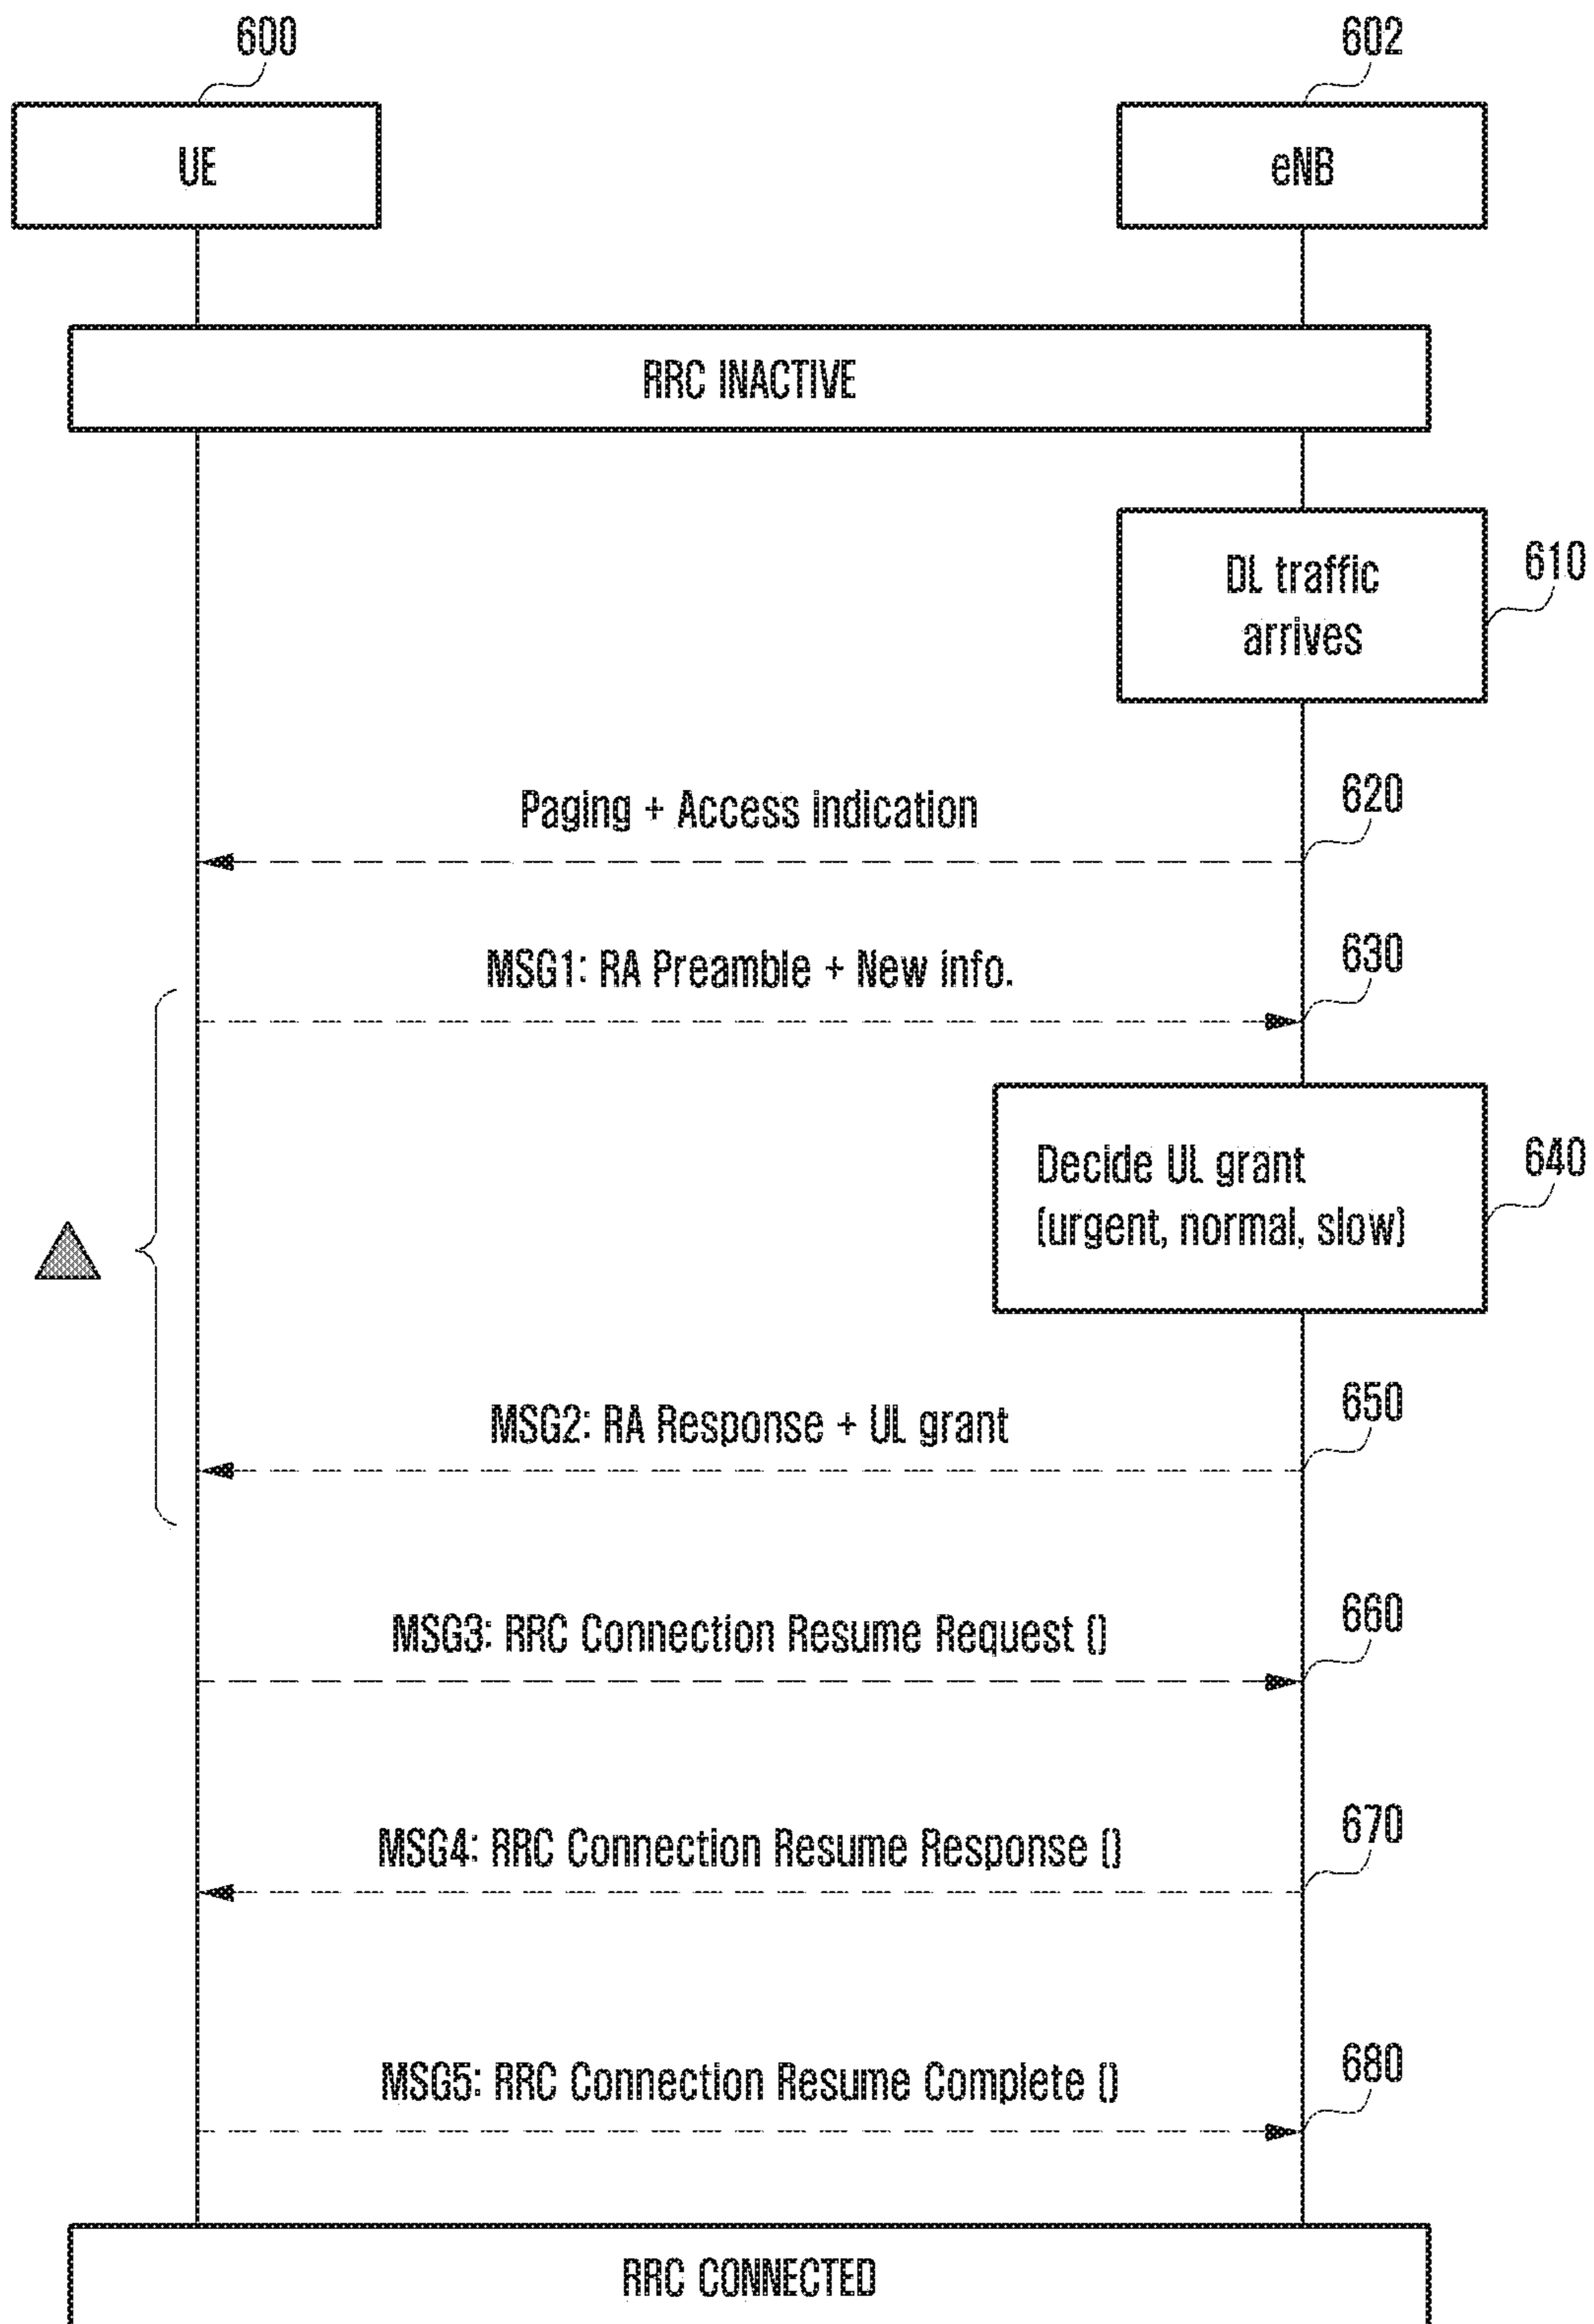 600
602
UE
eNB
RRC INACTIVE
DL traffic
arrives
610
620
Paging + Access indication
630
MSG1: RA Preamble + New info.
Decide UL grant
(urgent, normal, slow)
640
650
MSG2: RA Response + UL grant
660
MSG3: RRC Connection Resume Request ()
670
MSG4: RRC Connection Resume Response ()
680
MSG5: RRC Connection Resume Complete ()
RRC CONNECTED